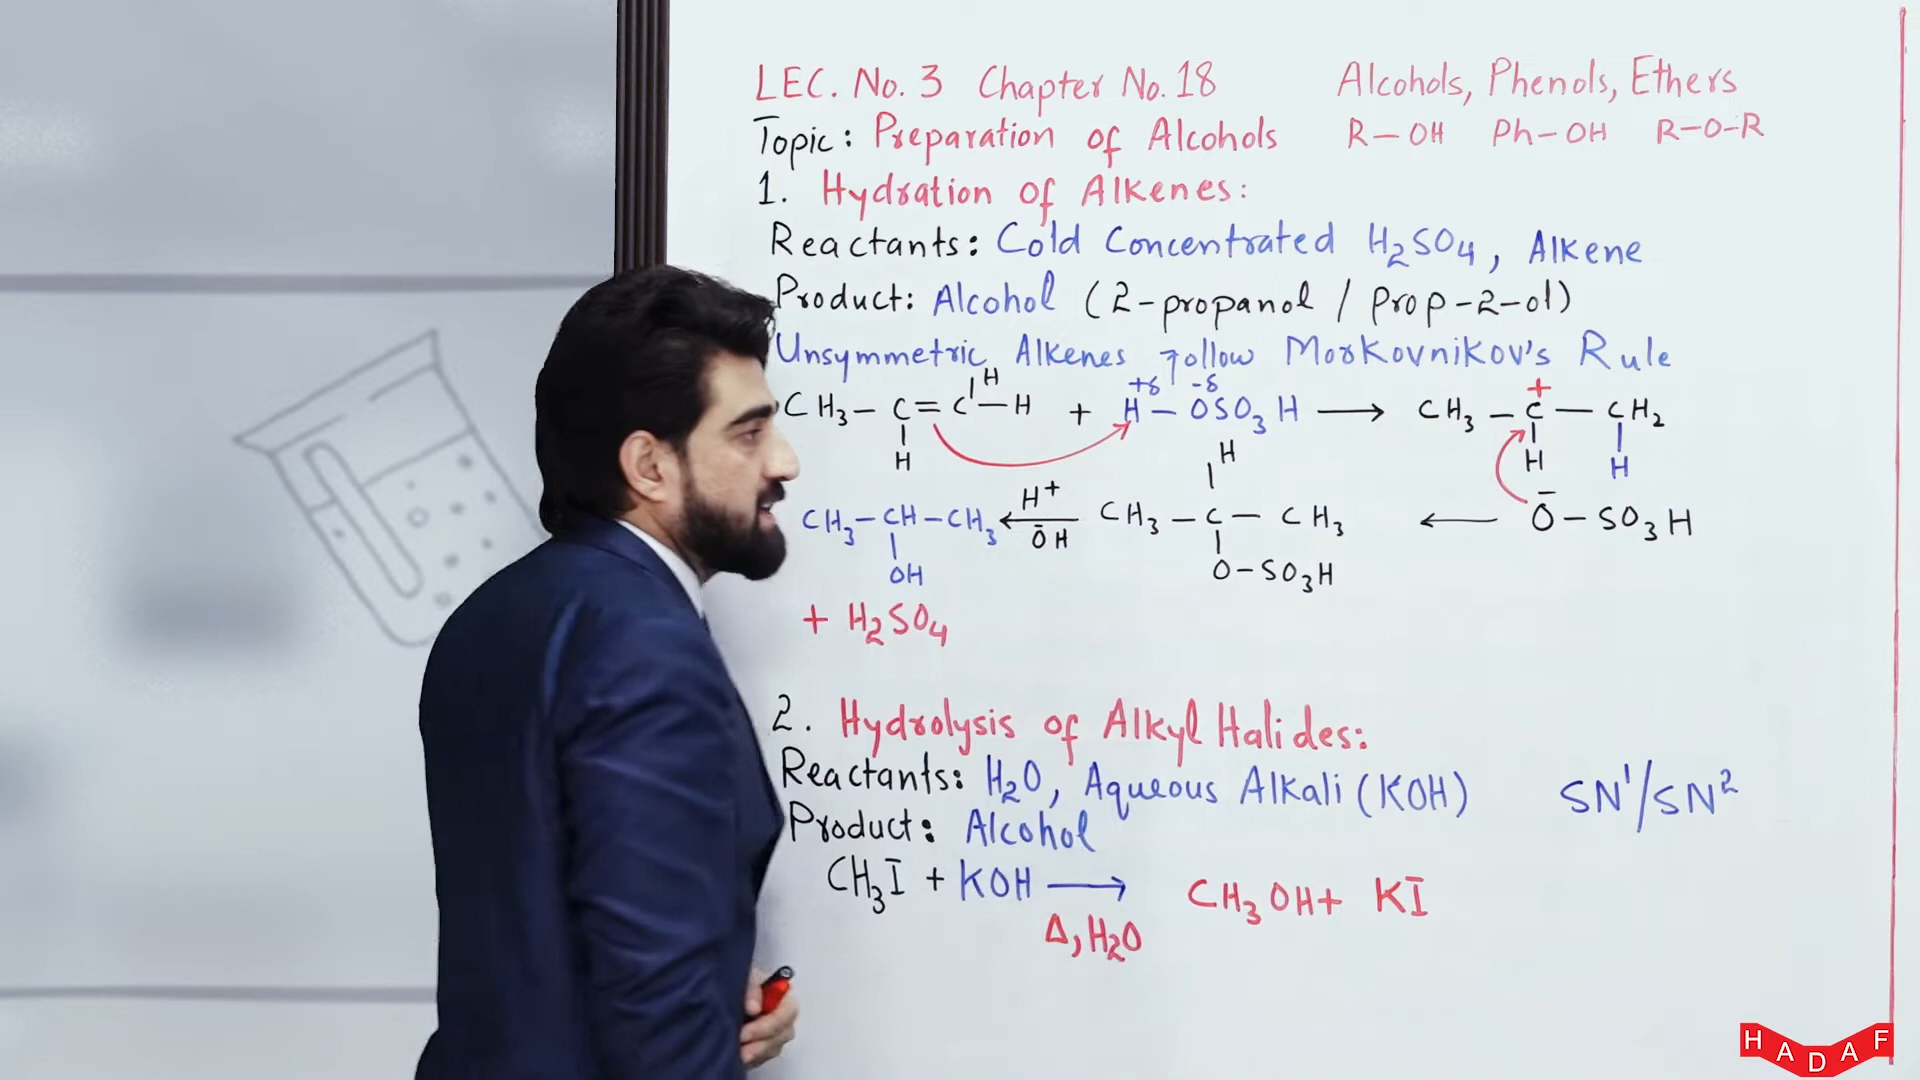 LEC. No. 3 Chapter No. 18 Alcohols, Phenols, Ethers
Topic: Preparation of Alcohols R—OH Ph—OH R-O-R
1. Hydration of Alkenes:
Reactants: Cold Concentrated H₂SO₄, Alkene
Product: Alcohol (2-propanol / prop-2-ol)
Unsymmetric Alkenes follow Morkovnikov's Rule
H +δ -δ +
CH₃—C=C—H + H—OSO₃H ⟶ CH₃—C—CH₂
H H H
H⁺ H
CH₃—CH—CH₃ ⟵ CH₃—C—CH₃ ⟵ Ō—SO₃H
ŌH
OH O—SO₃H
+ H₂SO₄
2. Hydrolysis of Alkyl Halides:
Reactants: H₂O, Aqueous Alkali (KOH) SN¹/SN²
Product: Alcohol
CH₃I + KOH ⟶ CH₃OH + KI
Δ, H₂O
HADAF